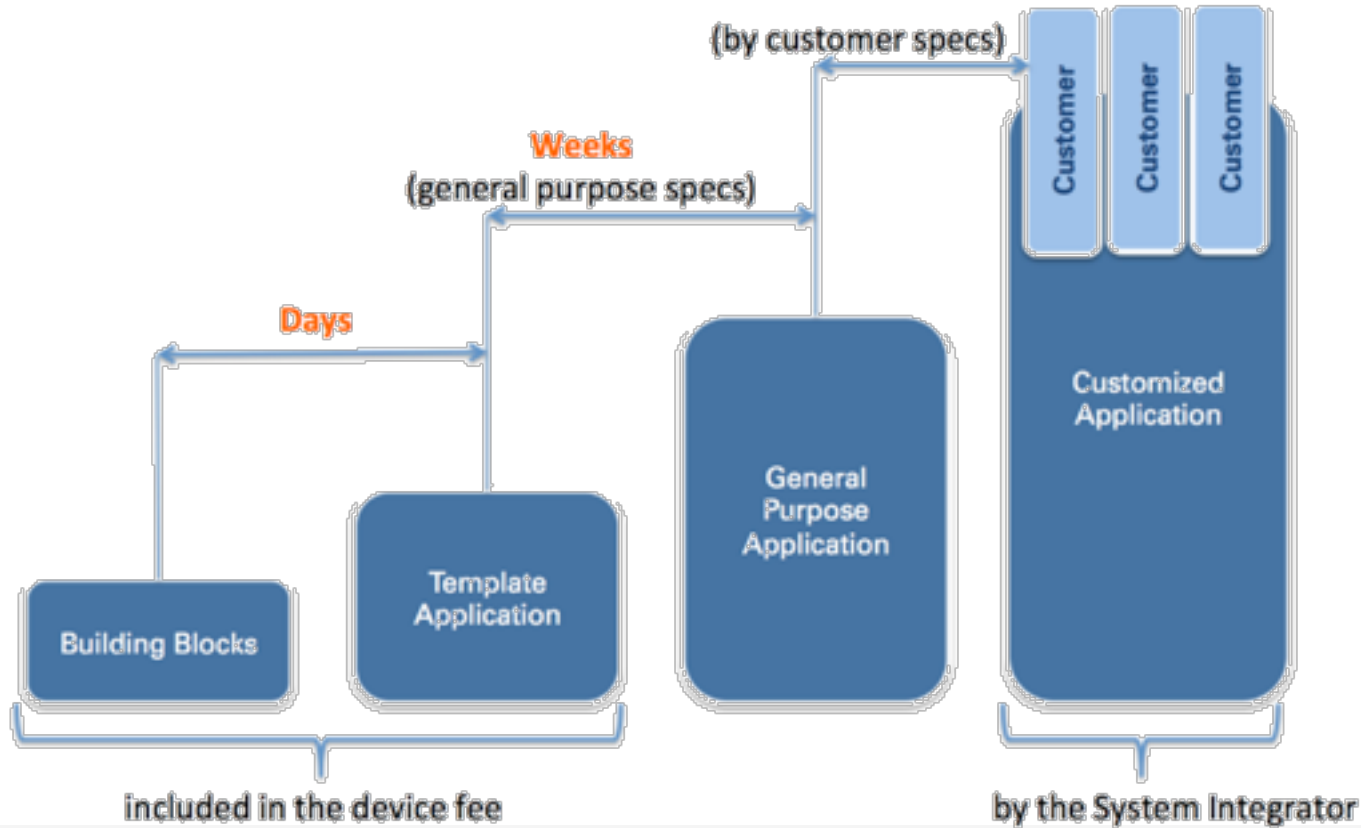 (by customer specs)
Customer
Customer
Customer
Weeks
(general purpose specs)
Days
Customized
Application
General
Purpose
Application
Template
Application
Building Blocks
included in the device fee
by the System Integrator